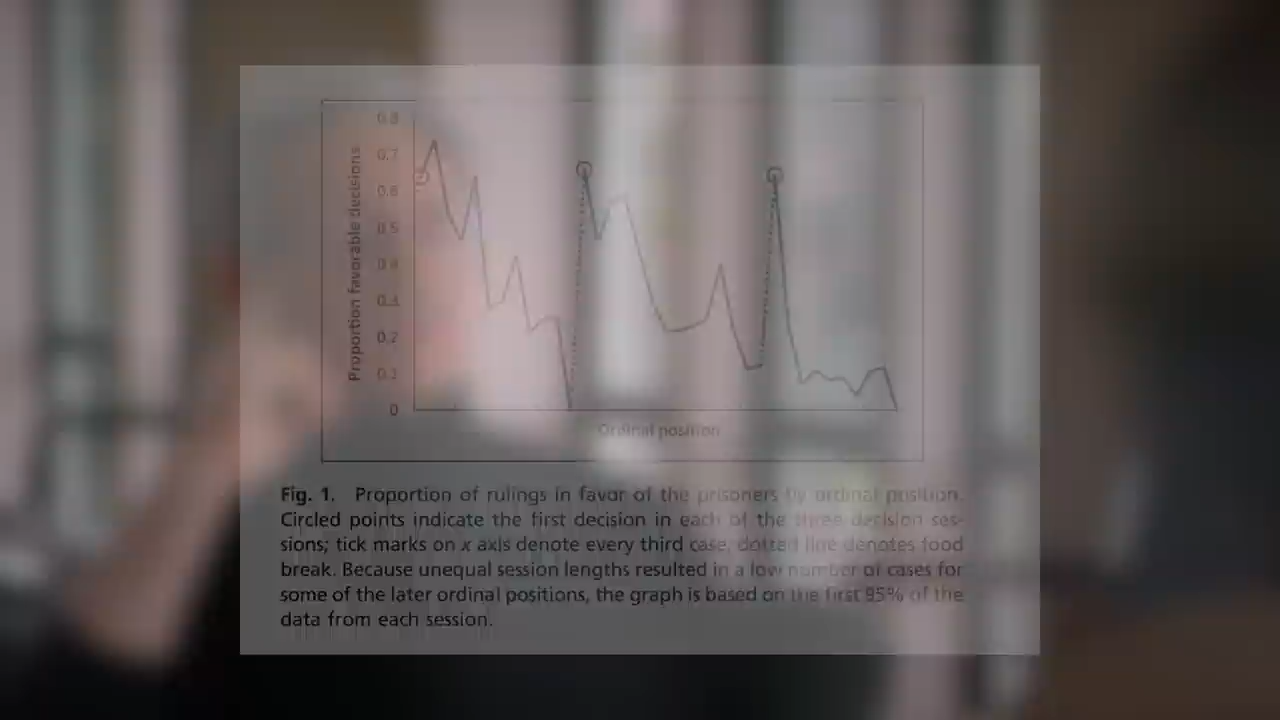 0.8
0.7
0.6
0.5
0.4
0.4
0.2
0.1
0
Proportion favorable decisions
Ordinal position
Fig. 1. Proportion of rulings in favor of the prisoners by ordinal position.
Circled points indicate the first decision in each of the three decision ses-
sions; tick marks on x axis denote every third case; dotted line denotes food
break. Because unequal session lengths resulted in a low number of cases for
some of the later ordinal positions, the graph is based on the first 95% of the
data from each session.